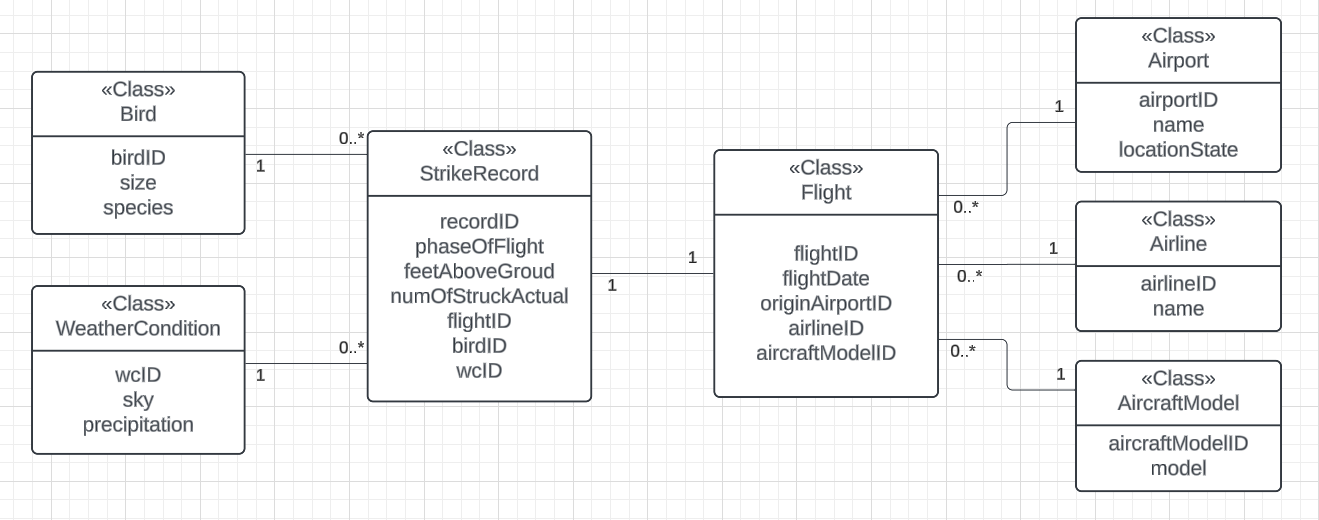 «Class»
Bird
birdID
size
species
1
0..*
«Class»
WeatherCondition
wcID
sky
precipitation
1
0..*
«Class»
StrikeRecord
recordID
phaseOfFlight
feetAboveGroud
numOfStruckActual
flightID
birdID
wcID
1
1
«Class»
Flight
flightID
flightDate
originAirportID
airlineID
aircraftModelID
0..*
1
0..*
1
0..*
1
«Class»
Airport
airportID
name
locationState
«Class»
Airline
airlineID
name
«Class»
AircraftModel
aircraftModelID
model